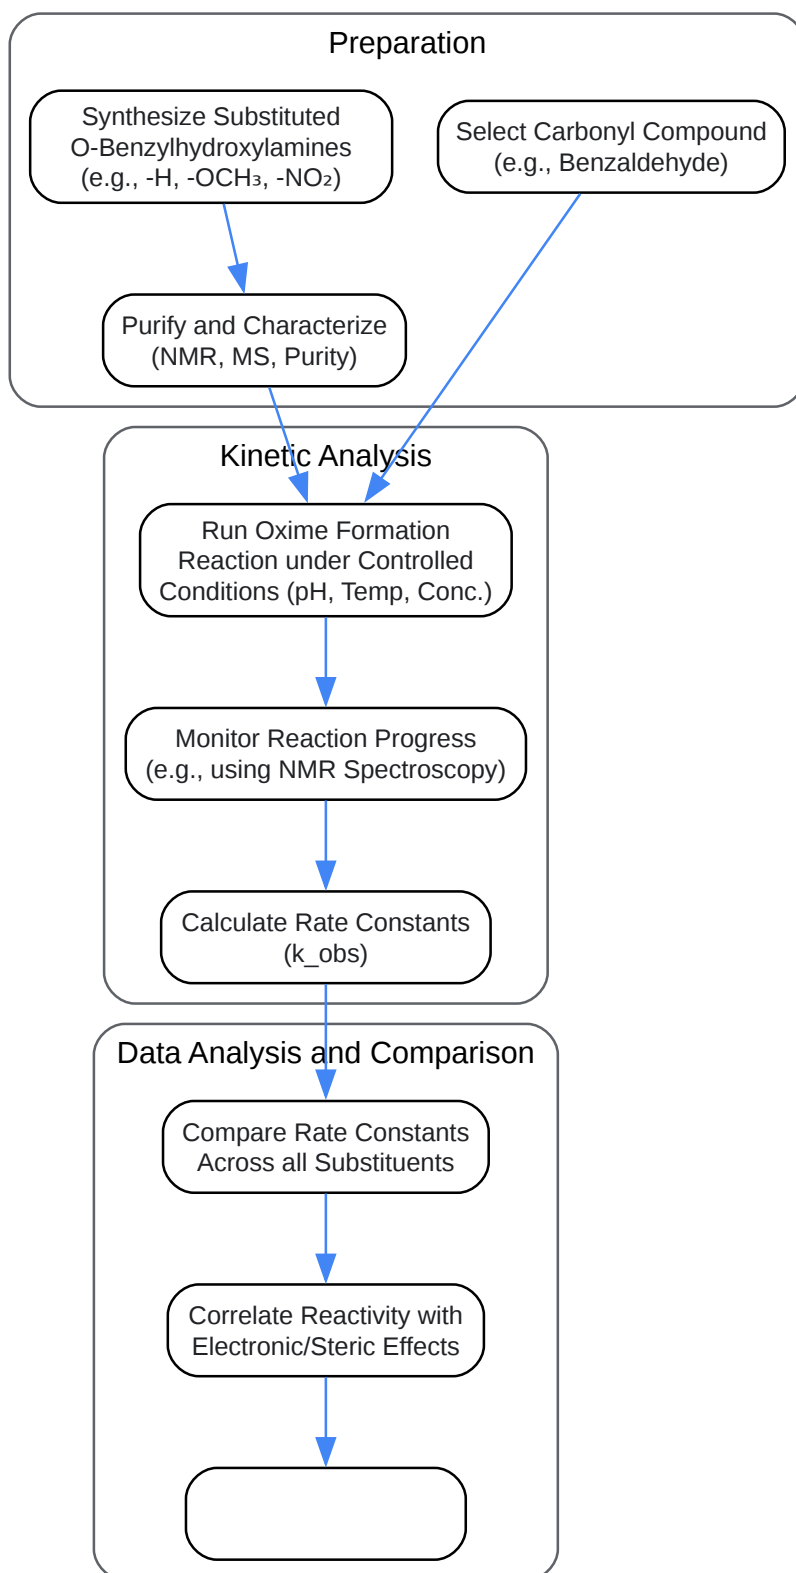 Preparation
Synthesize Substituted
O-Benzylhydroxylamines
(e.g., -H, -OCH₃, -NO₂)
Select Carbonyl Compound
(e.g., Benzaldehyde)
Purify and Characterize
(NMR, MS, Purity)
Kinetic Analysis
Run Oxime Formation
Reaction under Controlled
Conditions (pH, Temp, Conc.)
Monitor Reaction Progress
(e.g., using NMR Spectroscopy)
Calculate Rate Constants
(k_obs)
Data Analysis and Comparison
Compare Rate Constants
Across all Substituents
Correlate Reactivity with
Electronic/Steric Effects